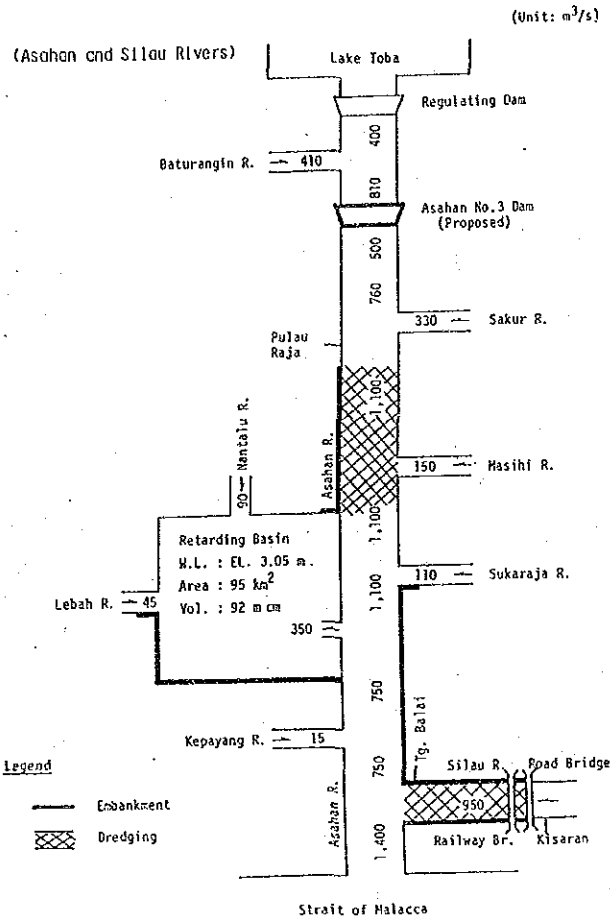 (Unit: m³/s)
(Asahan and Silau Rivers)
Lake Toba
Regulating Dam
400
Baturangin R.
410
810
Asahan No.3 Dam
(Proposed)
500
760
330
Sakur R.
Pulau
Raja
1,100
Asahan R.
Nantalu R.
90
150
Masihi R.
1,100
Retarding Basin
W.L. : EL. 3.05 m.
Area : 95 km²
Vol. : 92 m cm
1,100
110
Sukaraja R.
Lebah R.
45
350
750
Kepayang R.
15
750
Tg. Balai
Silau R.
Road Bridge
950
Railway Br.
Kisaran
Asahan R.
1,400
Legend
Embankment
Dredging
Strait of Malacca